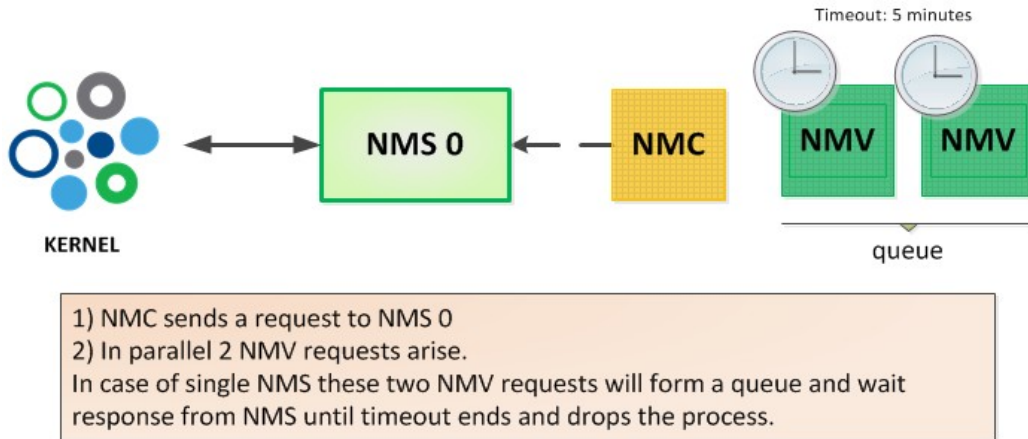 Timeout: 5 minutes
NMS 0
NMC
NMV
NMV
KERNEL
queue
1) NMC sends a request to NMS 0
2) In parallel 2 NMV requests arise.
In case of single NMS these two NMV requests will form a queue and wait
response from NMS until timeout ends and drops the process.